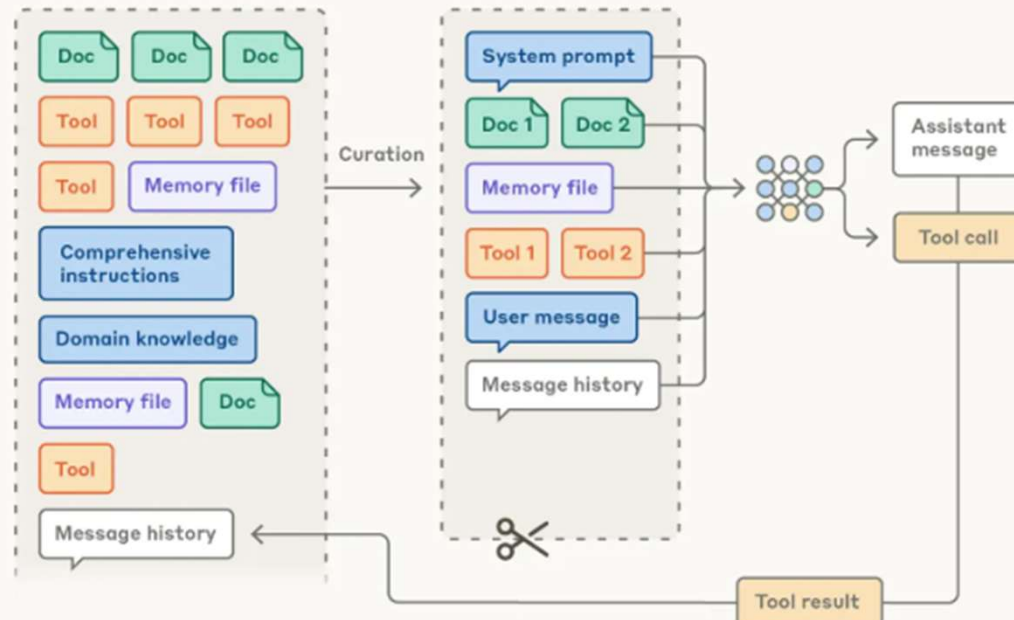 Doc
Doc
Doc
Tool
Tool
Tool
Tool
Memory file
Comprehensive
instructions
Domain knowledge
Memory file
Doc
Tool
Message history
Curation
System prompt
Doc 1
Doc 2
Memory file
Tool 1
Tool 2
User message
Message history
Assistant
message
Tool call
Tool result